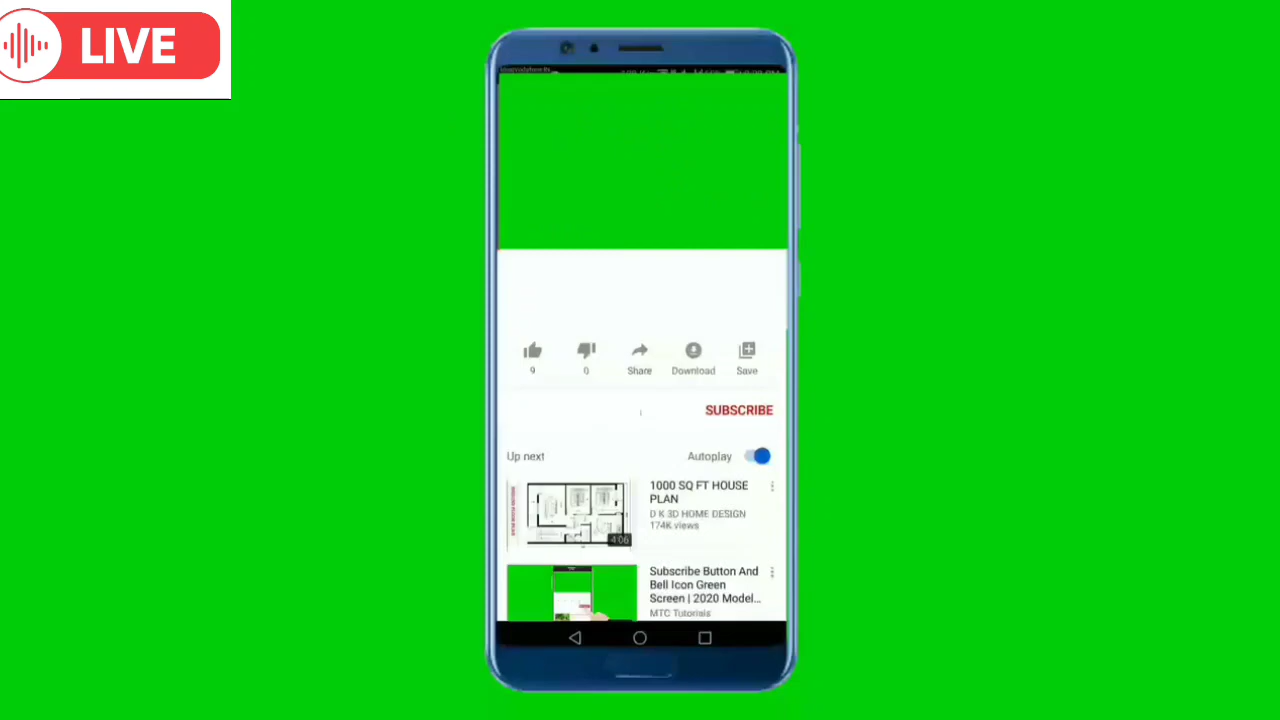 LIVE
9
0
Share
Download
Save
SUBSCRIBE
Up next
Autoplay
1000 SQ FT HOUSE
PLAN
D K 3D HOME DESIGN
174K views
4:06
Subscribe Button And
Bell Icon Green
Screen | 2020 Model...
MTC Tutorials